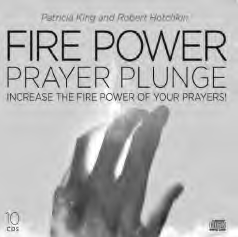 Patricia King and Robert Hotchkin
FIRE POWER
PRAYER PLUNGE
INCREASE THE FIRE POWER OF YOUR PRAYERS!
10
CDS